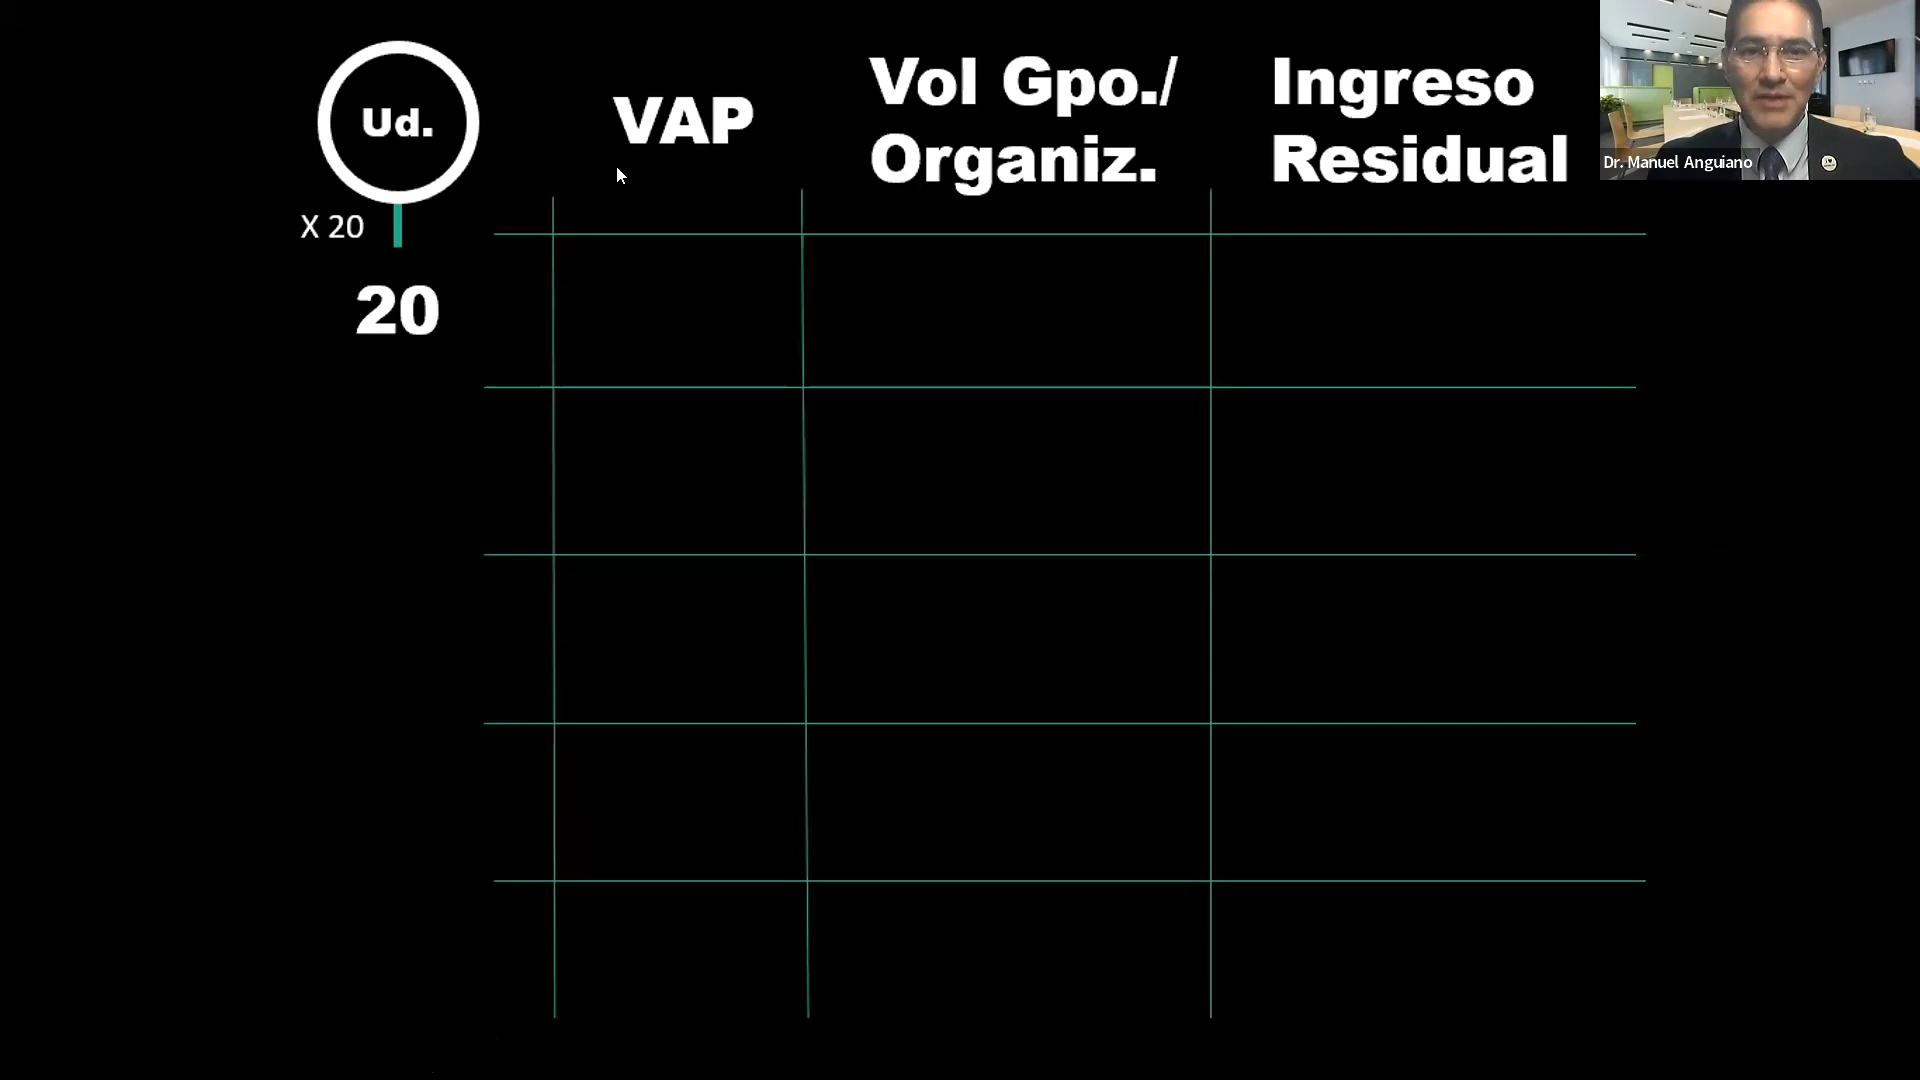 Ud.
VAP
Vol Gpo./
Organiz.
Ingreso
Residual
Dr. Manuel Anguiano
X 20
20